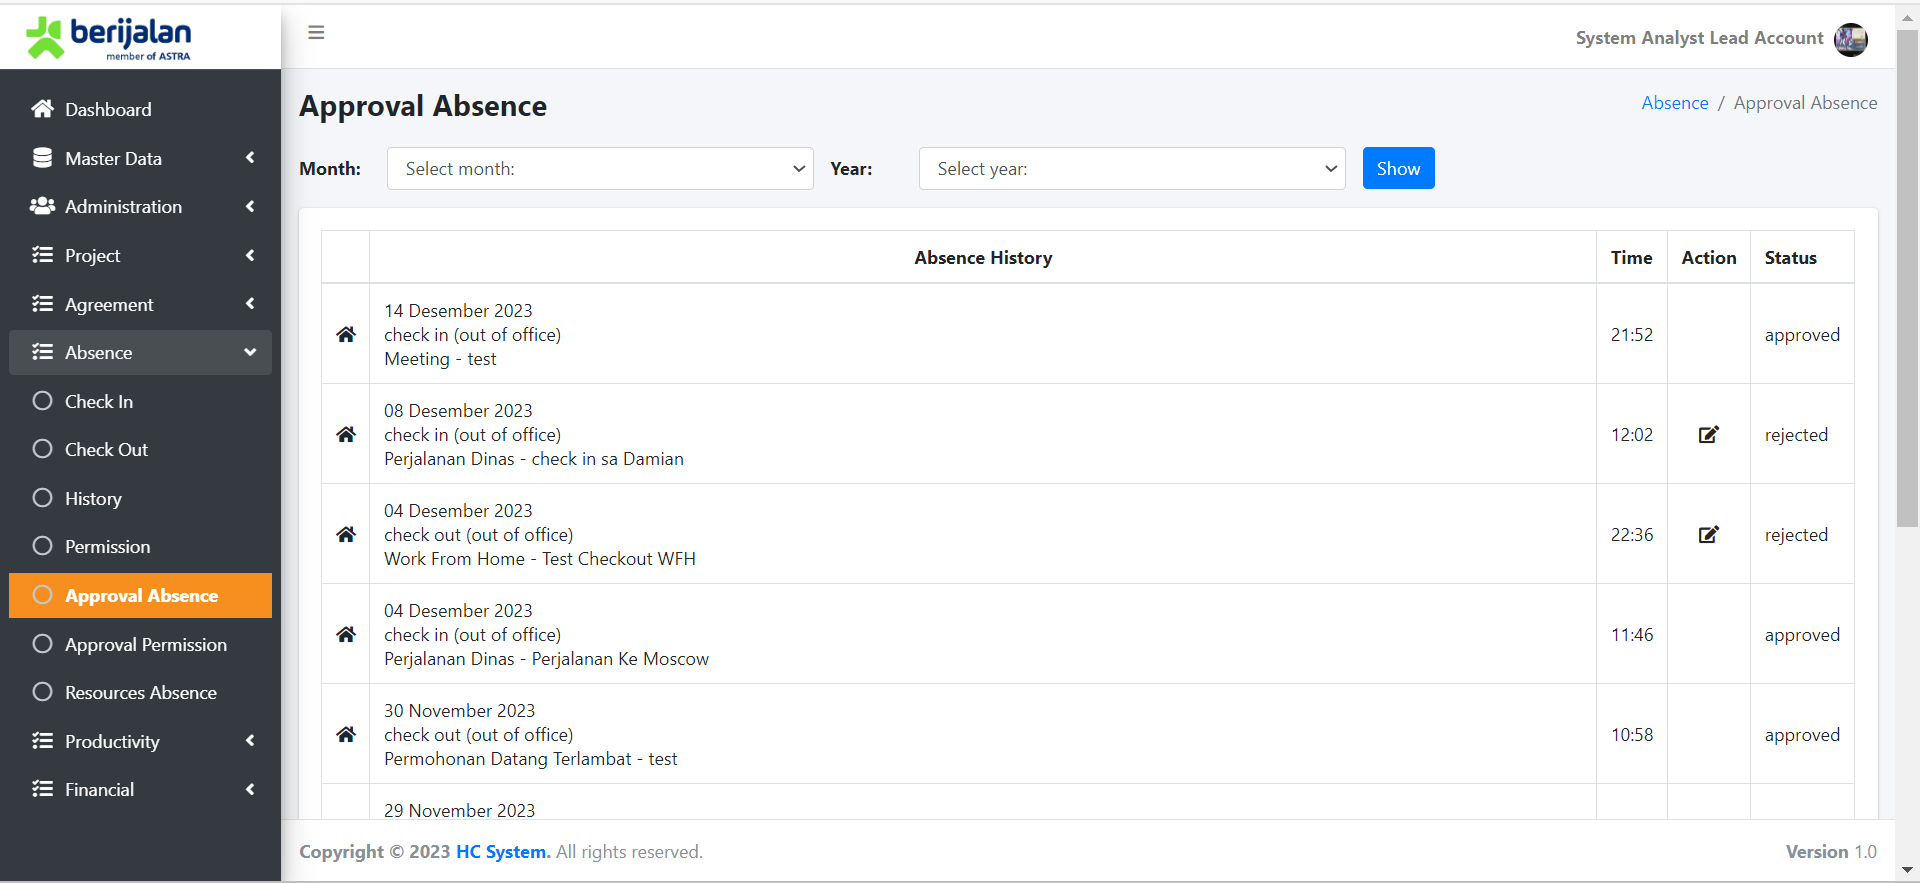 berijalan
member of ASTRA
System Analyst Lead Account
Dashboard
Master Data
Administration
Project
Agreement
Absence
Check In
Check Out
History
Permission
Approval Absence
Approval Permission
Resources Absence
Productivity
Financial
Approval Absence
Absence / Approval Absence
Month: Select month: Year: Select year: Show
Absence History Time Action Status
14 Desember 2023
check in (out of office) 21:52 approved
Meeting - test
08 Desember 2023
check in (out of office) 12:02 rejected
Perjalanan Dinas - check in sa Damian
04 Desember 2023
check out (out of office) 22:36 rejected
Work From Home - Test Checkout WFH
04 Desember 2023
check in (out of office) 11:46 approved
Perjalanan Dinas - Perjalanan Ke Moscow
30 November 2023
check out (out of office) 10:58 approved
Permohonan Datang Terlambat - test
29 November 2023
Copyright © 2023 HC System. All rights reserved. Version 1.0